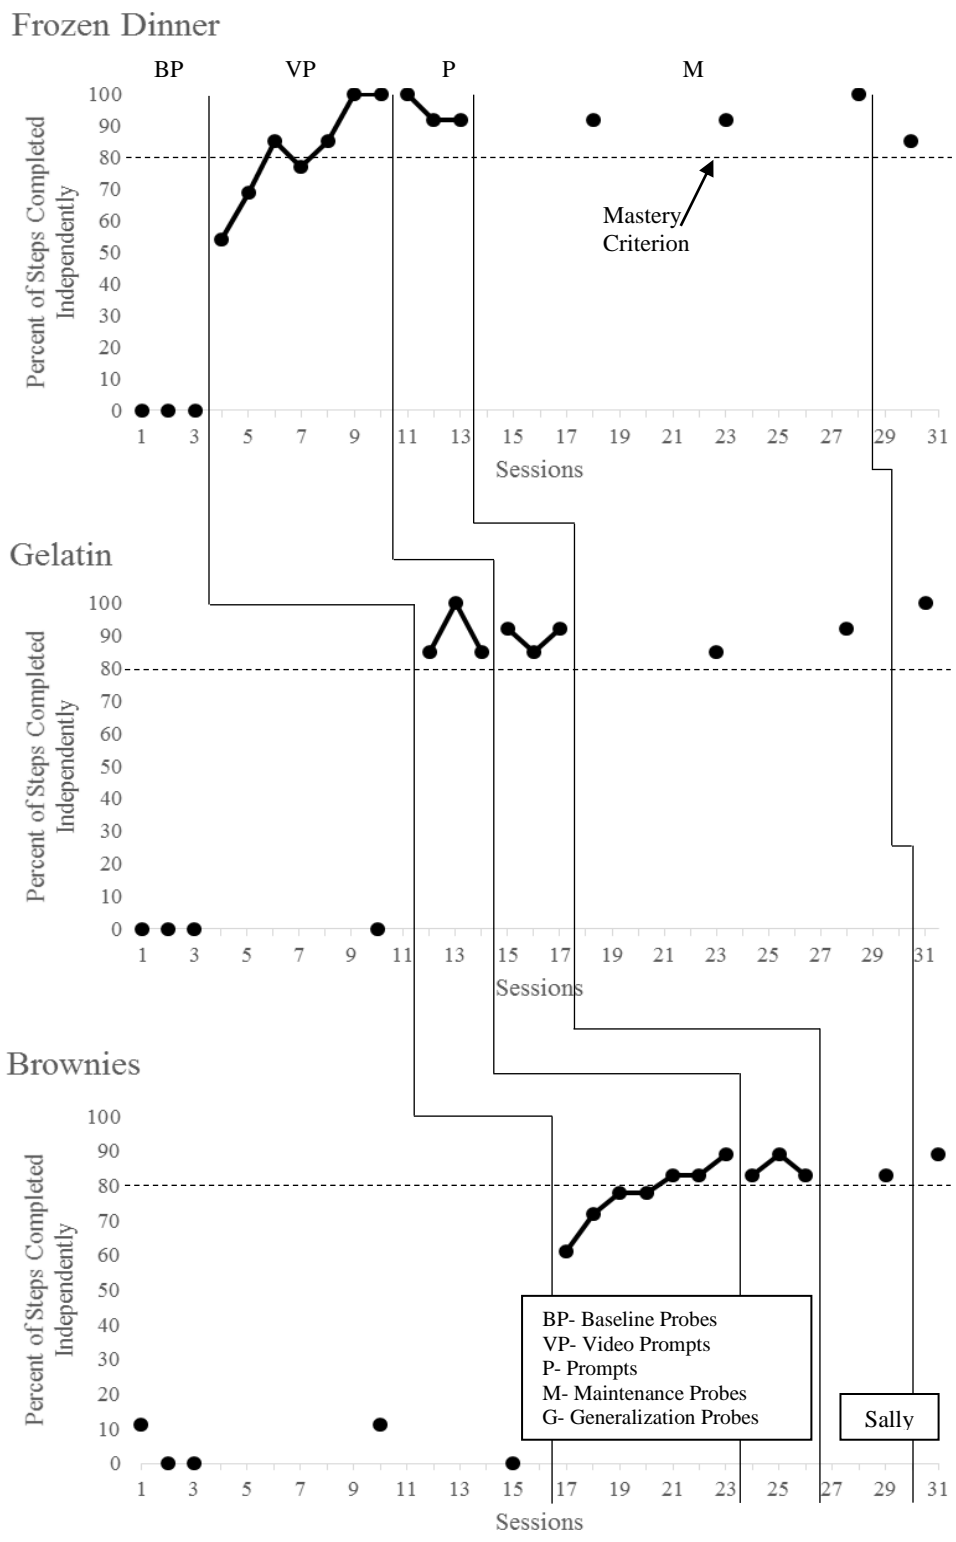 Frozen Dinner
BP VP P M
Percent of Steps Completed
Independently
100
90
80
70
60
50
40
30
20
10
0
Mastery
Criterion
1 3 5 7 9 11 13 15 17 19 21 23 25 27 29 31
Sessions
Gelatin
Percent of Steps Completed
Independently
100
90
80
70
60
50
40
30
20
10
0
1 3 5 7 9 11 13 15 17 19 21 23 25 27 29 31
Sessions
Brownies
Percent of Steps Completed
Independently
100
90
80
70
60
50
40
30
20
10
0
BP- Baseline Probes
VP- Video Prompts
P- Prompts
M- Maintenance Probes
G- Generalization Probes
Sally
1 3 5 7 9 11 13 15 17 19 21 23 25 27 29 31
Sessions